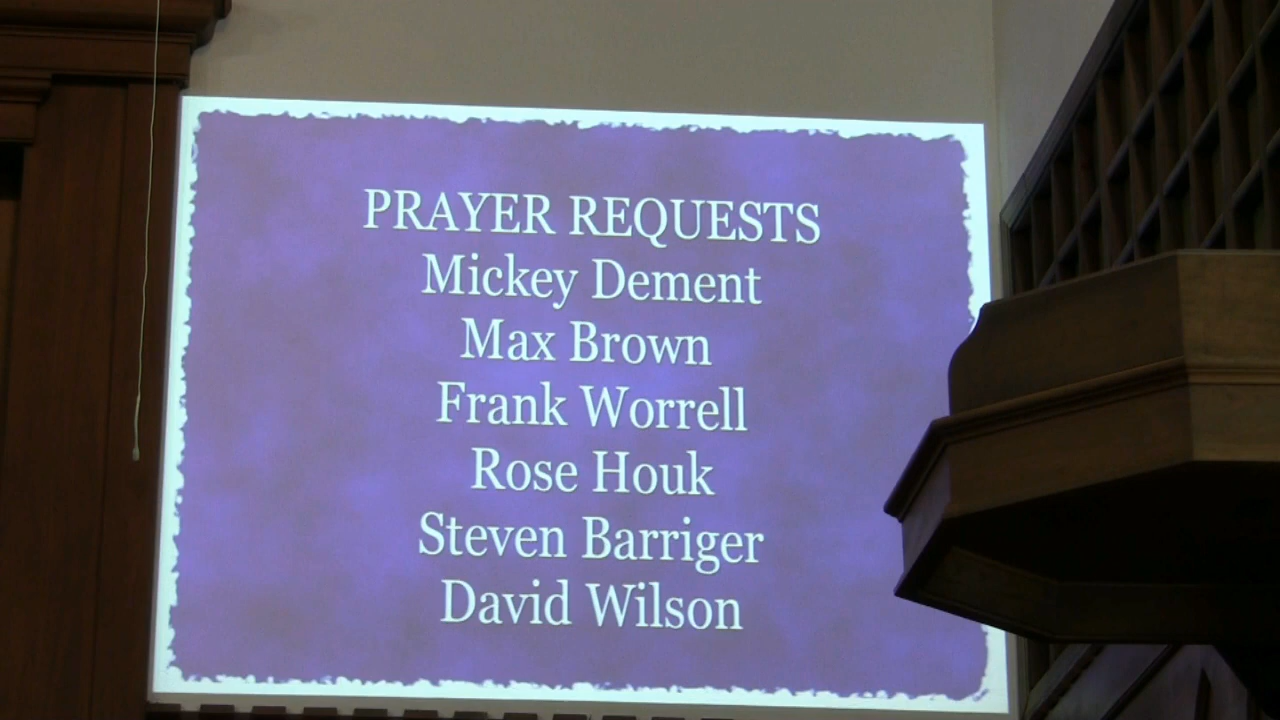 PRAYER REQUESTS
Mickey Dement
Max Brown
Frank Worrell
Rose Houk
Steven Barriger
David Wilson